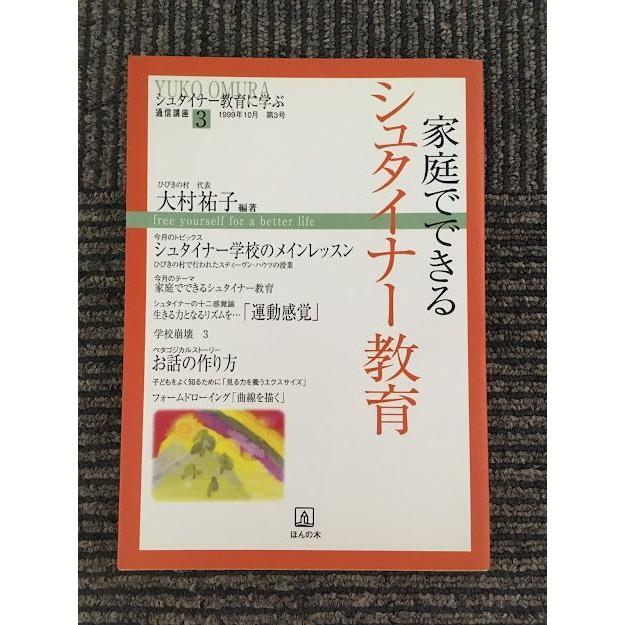 YUKO OMURA
シュタイナー教育に学ぶ
通信講座 3 1999年10月 第3号
家庭でできる
シュタイナー教育
ひびきの村 代表
大村祐子編著
free yourself for a better life
今月のトピックス
シュタイナー学校のメインレッスン
ひびきの村で行われたスティーヴン・ハウツの授業
今月のテーマ
家庭でできるシュタイナー教育
シュタイナーの十二感覚論
生きる力となるリズムを…「運動感覚」
学校崩壊 3
ペタゴジカルストーリー
お話の作り方
子どもをよく知るために「見る力を養うエクスサイズ」
フォームドローイング「曲線を描く」
ほんの木